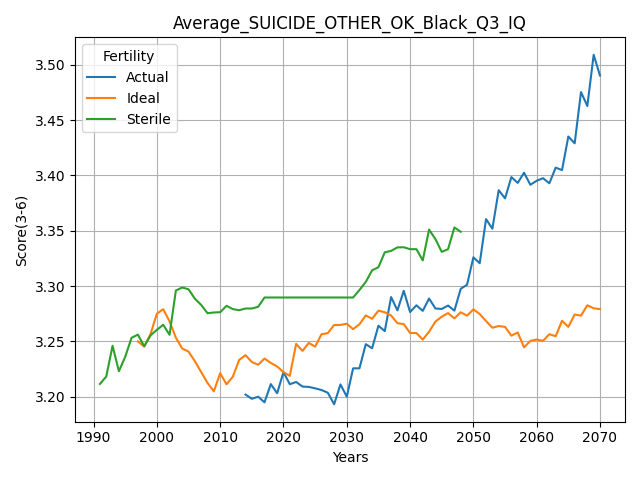 Average_SUICIDE_OTHER_OK_Black_Q3_IQ
Fertility
Actual
Ideal
Sterile
Score(3-6)
3.50
3.45
3.40
3.35
3.30
3.25
3.20
1990 2000 2010 2020 2030 2040 2050 2060 2070
Years